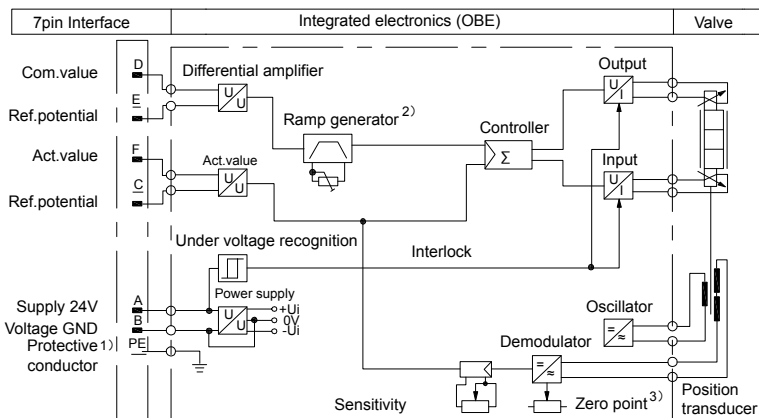 7pin Interface
Integrated electronics (OBE)
Valve
Com.value
D
Differential amplifier
Output
U
U
U
I
E
Ref.potential
Ramp generator 2)
Controller
F
Act.value
Act.value
Σ
Input
U
U
U
I
C
Ref.potential
Under voltage recognition
Interlock
Supply 24V
A
Power supply
+Ui
Oscillator
Voltage GND
B
U
U
0V
-Ui
=
≈
Protective 1)
PE
conductor
Demodulator
=
≈
Sensitivity
Zero point 3)
Position
transducer